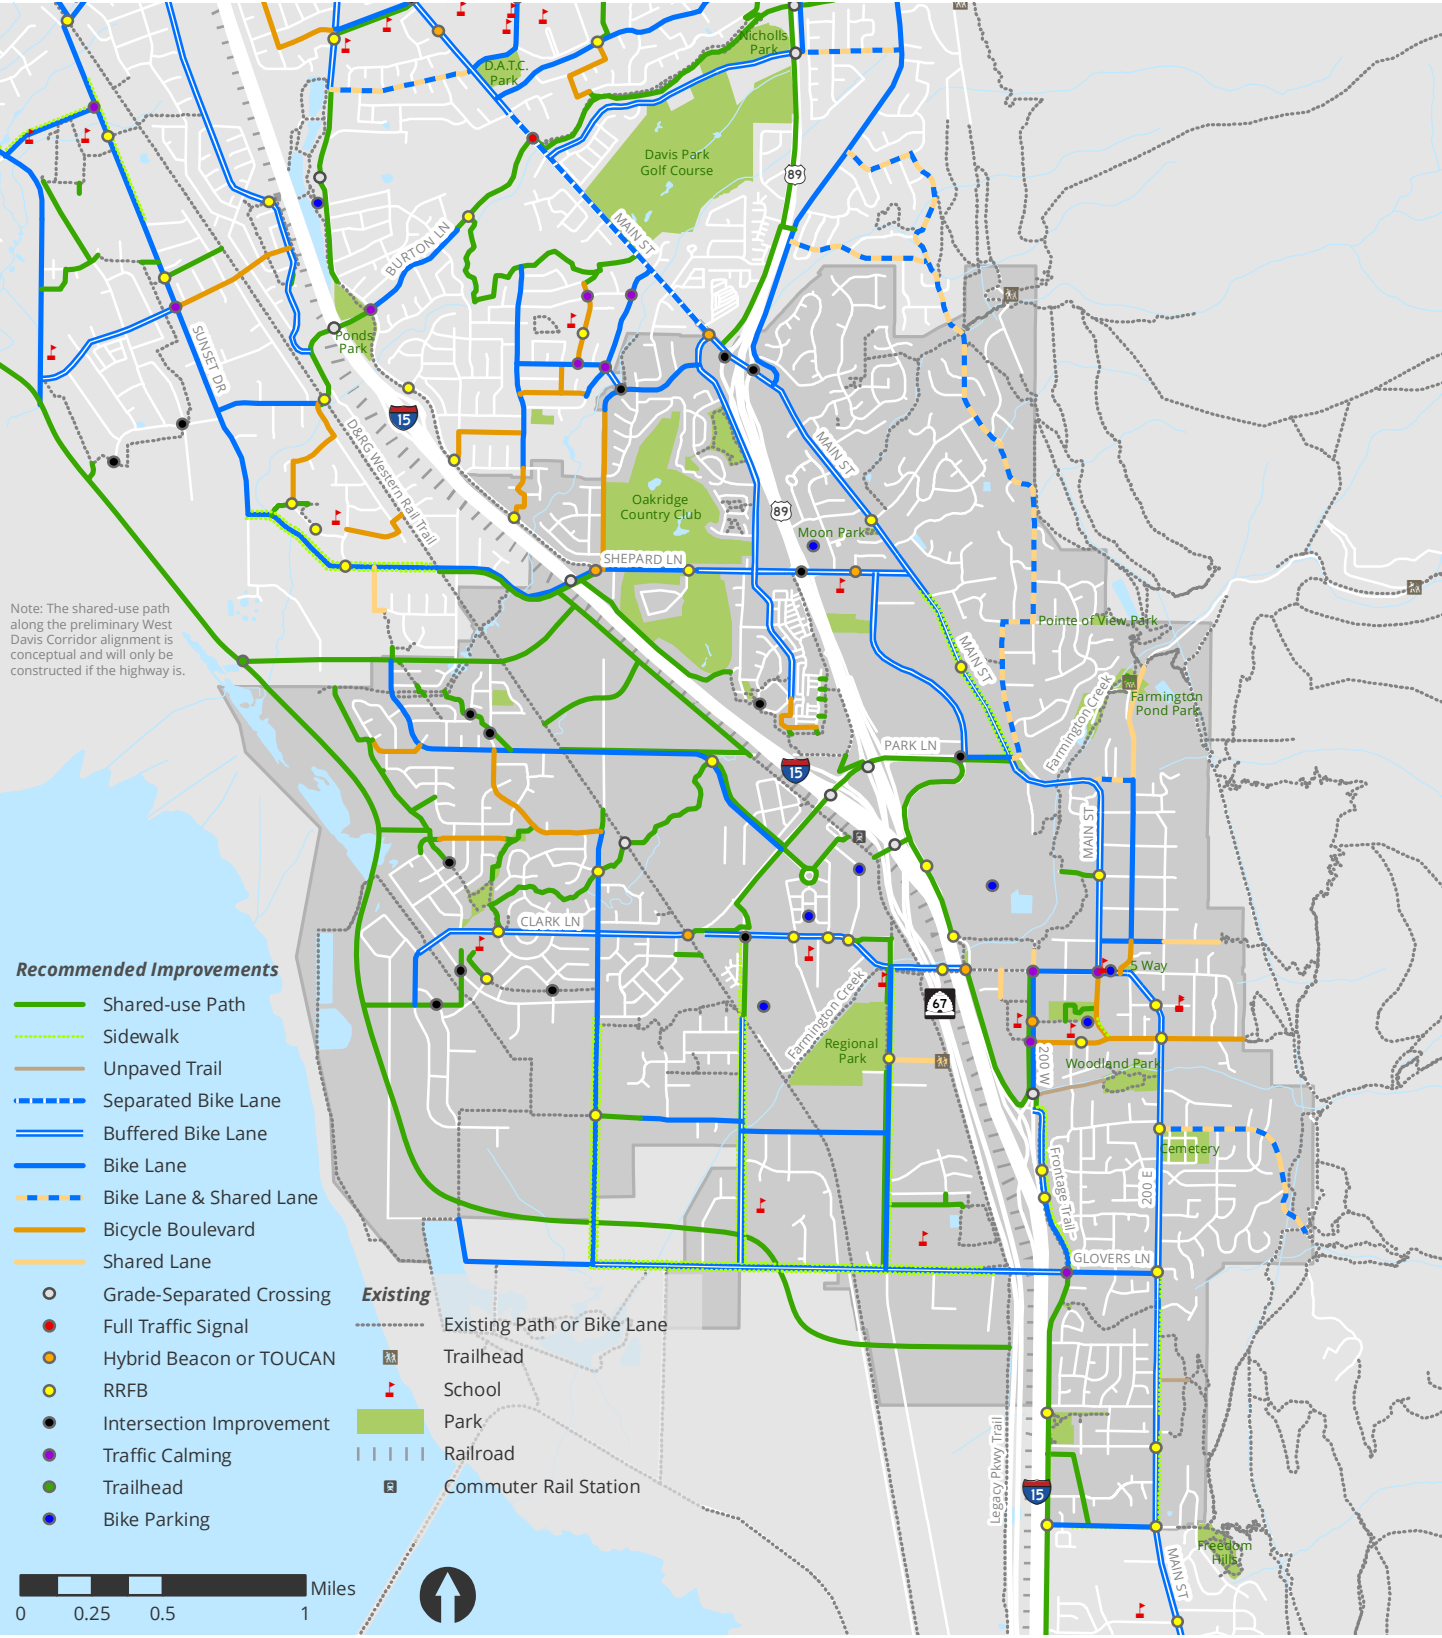 Nicholls
Park
D.A.T.C.
Park
Davis Park
Golf Course
89
MAIN ST
BURTON LN
Ponds
Park
SUNSET DR
15
D&RG Western Rail Trail
MAIN ST
Oakridge
Country Club
89
Moon Park
SHEPARD LN
Note: The shared-use path
along the preliminary West
Davis Corridor alignment is
conceptual and will only be
constructed if the highway is.
Pointe of View Park
MAIN ST
Farmington Creek
Farmington
Pond Park
PARK LN
15
MAIN ST
CLARK LN
5 Way
Farmington Creek
67
Regional
Park
200 W
Woodland Park
Cemetery
Frontage Trail
200 E
GLOVERS LN
Legacy Pkwy Trail
15
Freedom
Hills
MAIN ST
Recommended Improvements
Shared-use Path
Sidewalk
Unpaved Trail
Separated Bike Lane
Buffered Bike Lane
Bike Lane
Bike Lane & Shared Lane
Bicycle Boulevard
Shared Lane
Grade-Separated Crossing
Full Traffic Signal
Hybrid Beacon or TOUCAN
RRFB
Intersection Improvement
Traffic Calming
Trailhead
Bike Parking
Existing
Existing Path or Bike Lane
Trailhead
School
Park
Railroad
Commuter Rail Station
Miles
0 0.25 0.5 1